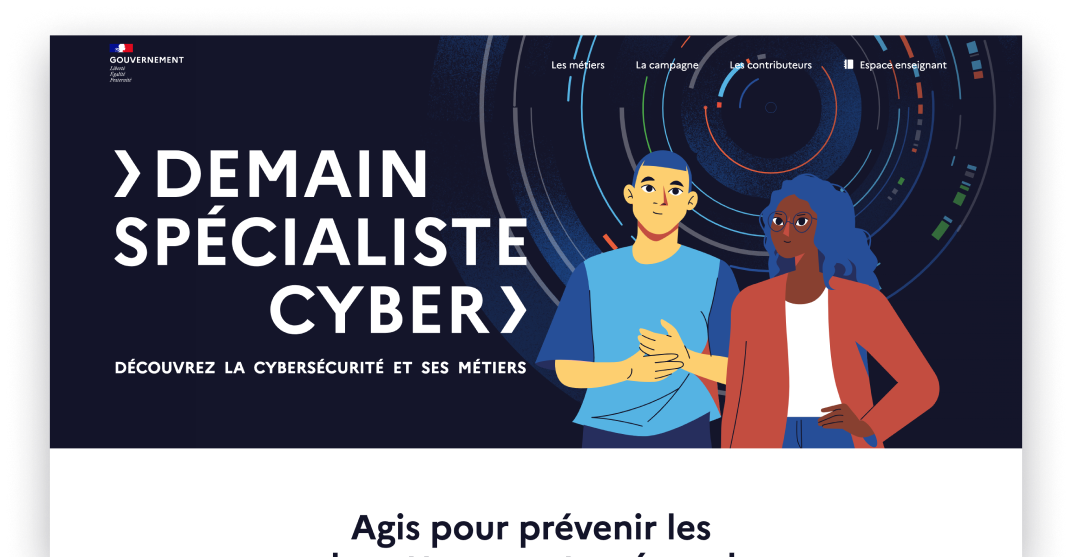 GOUVERNEMENT
Liberté
Égalité
Fraternité
Les métiers
La campagne
Les contributeurs
Espace enseignant
❯DEMAIN
SPÉCIALISTE
CYBER❯
DÉCOUVREZ LA CYBERSÉCURITÉ ET SES MÉTIERS
Agis pour prévenir les